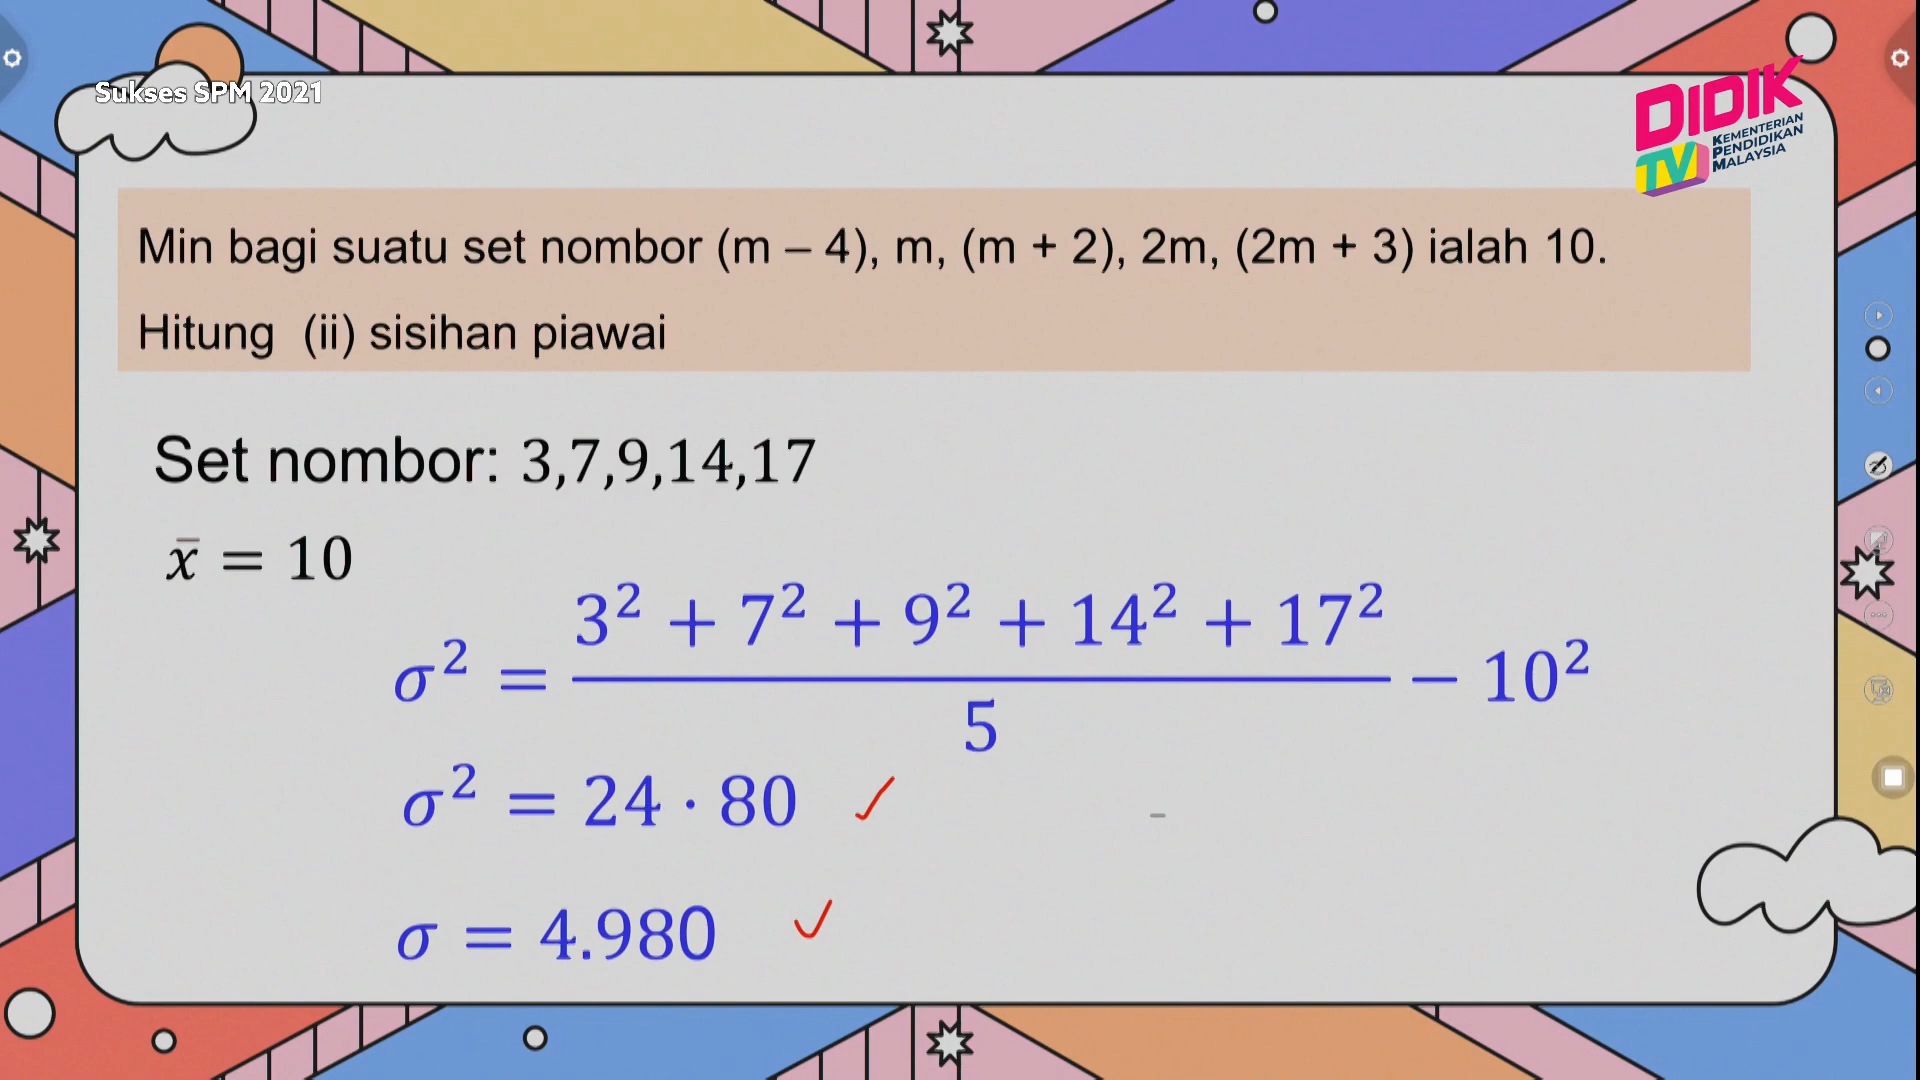 Sukses SPM 2021
DIDIK
TV
KEMENTERIAN
PENDIDIKAN
MALAYSIA
Min bagi suatu set nombor (m – 4), m, (m + 2), 2m, (2m + 3) ialah 10.
Hitung (ii) sisihan piawai
Set nombor: 3,7,9,14,17
x̄ = 10
σ² = (3² + 7² + 9² + 14² + 17²)/5 − 10²
σ² = 24 · 80 ✓
σ = 4.980 ✓